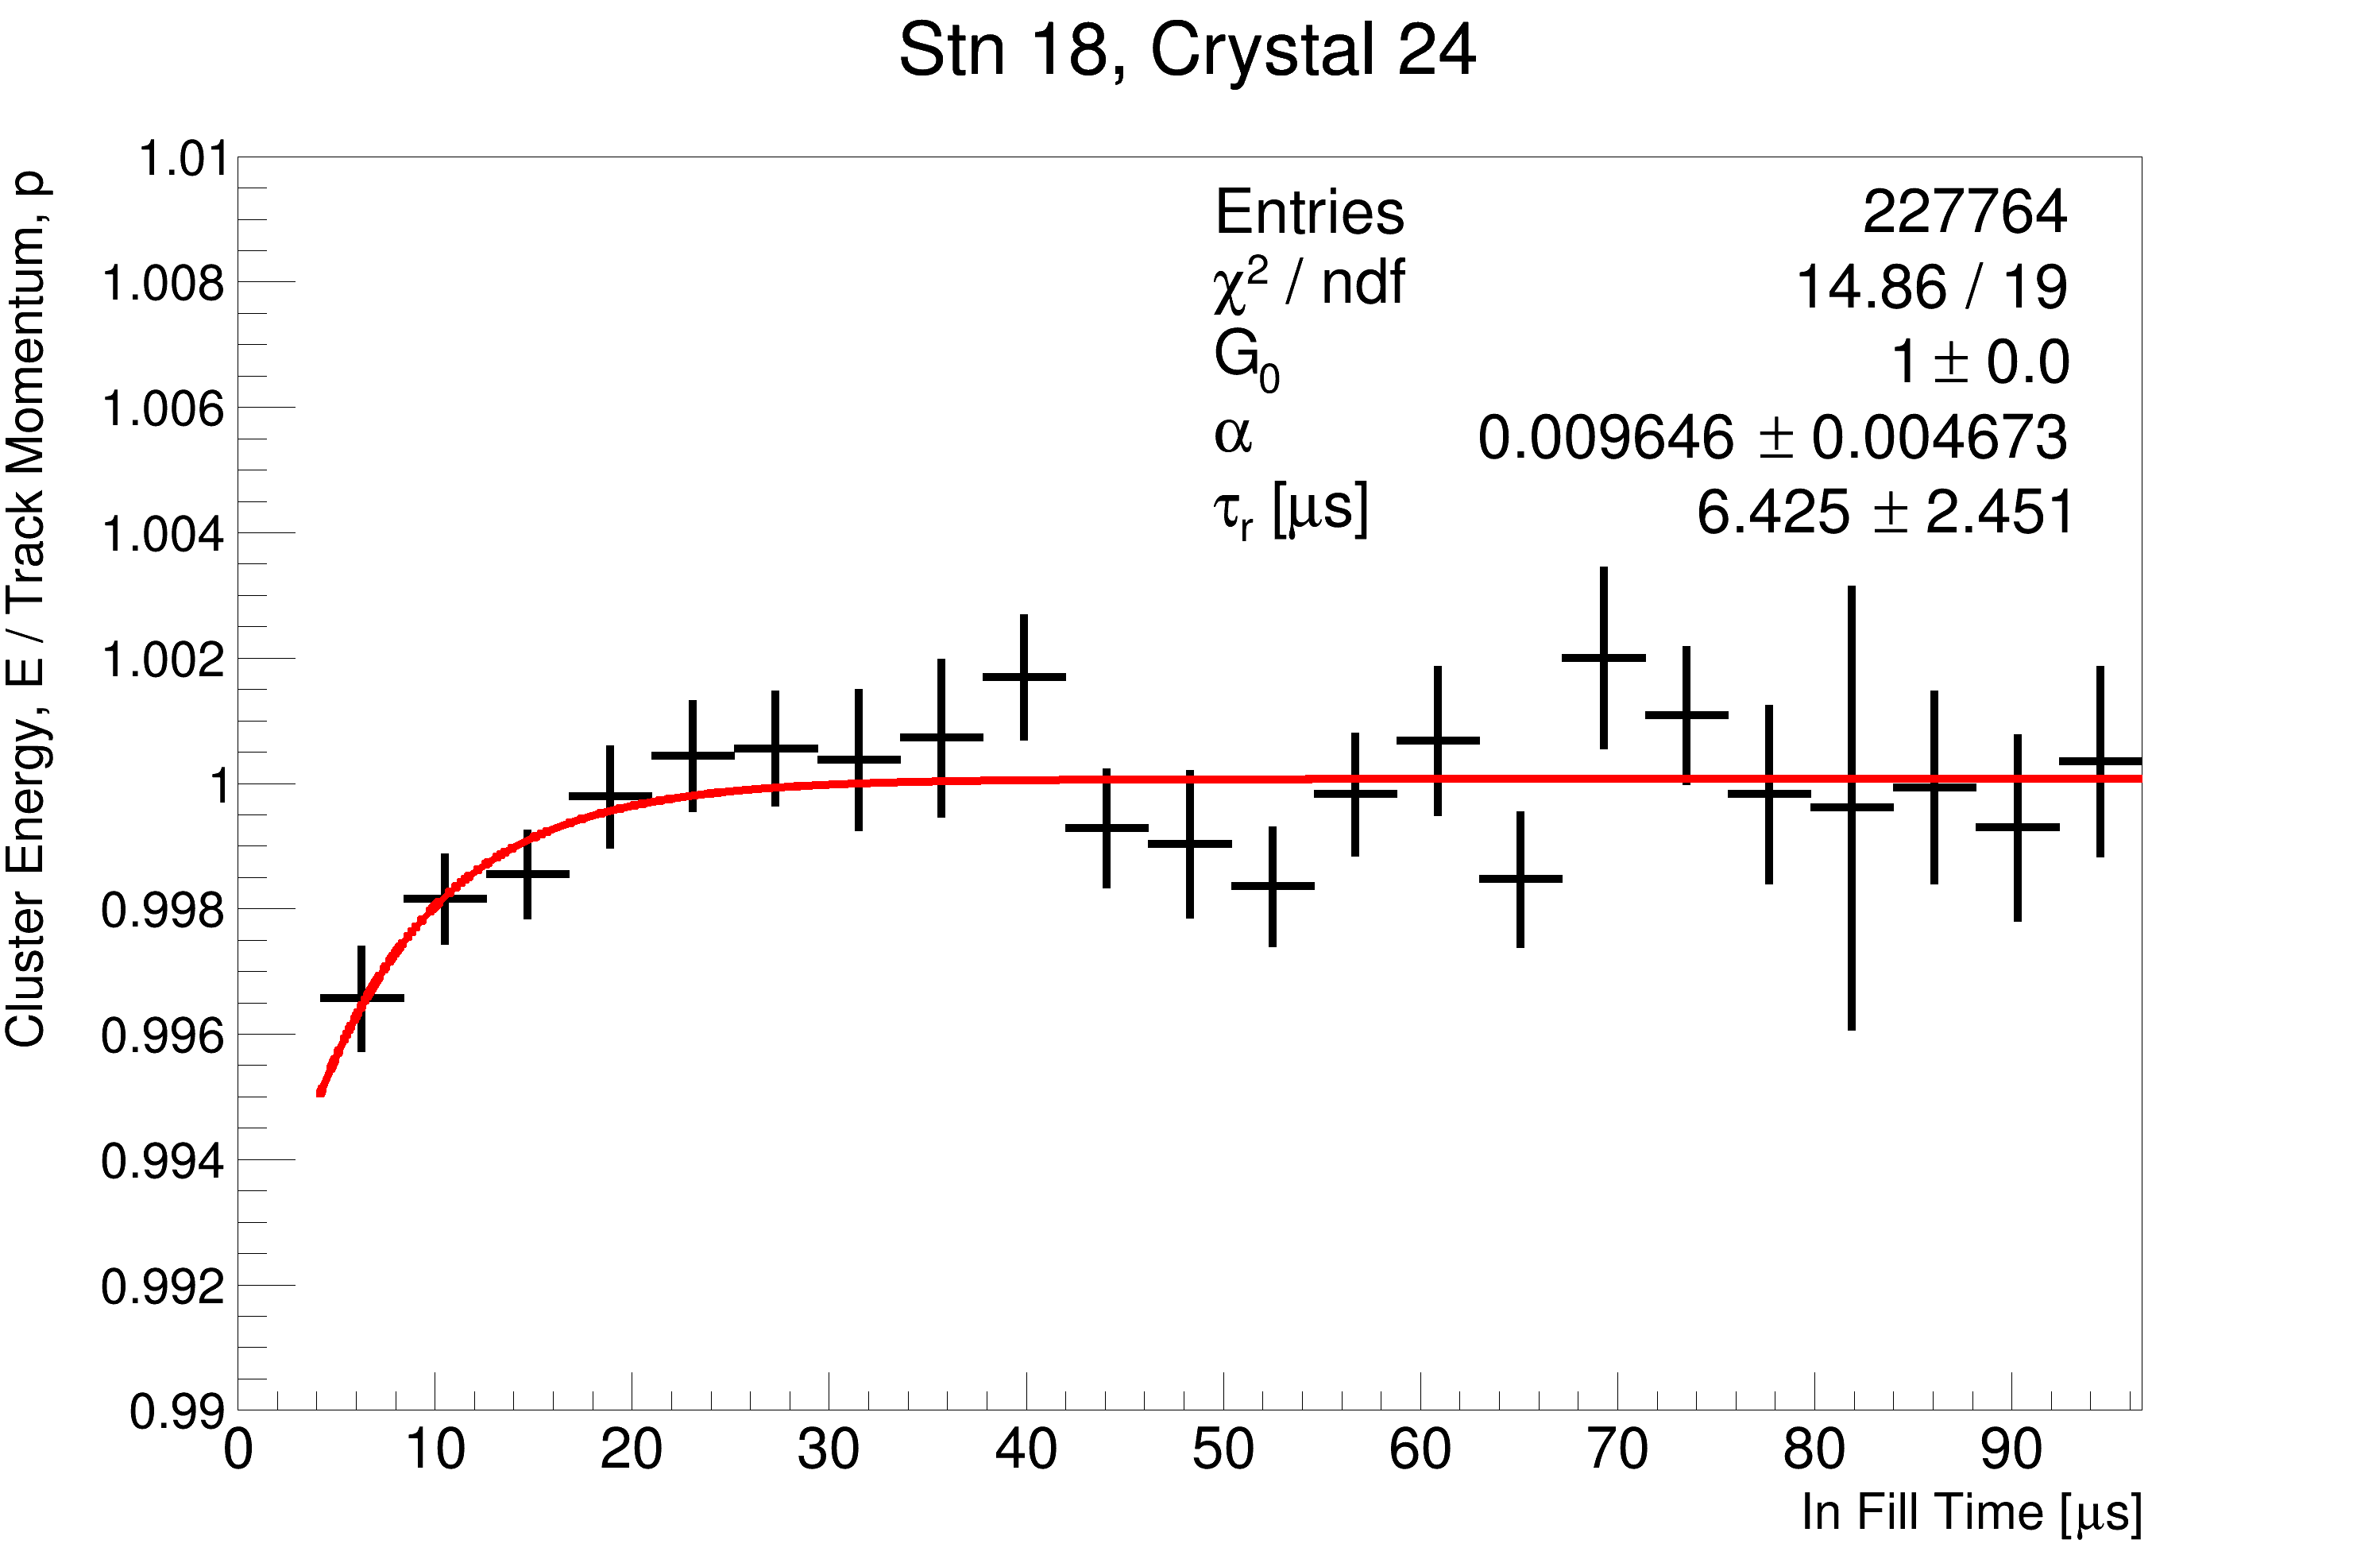 Stn 18, Crystal 24
Cluster Energy, E / Track Momentum, p
1.01
1.008
1.006
1.004
1.002
1
0.998
0.996
0.994
0.992
0.99
Entries 227764
χ² / ndf 14.86 / 19
G₀ 1 ± 0.0
α 0.009646 ± 0.004673
τᵣ [μs] 6.425 ± 2.451
0 10 20 30 40 50 60 70 80 90
In Fill Time [μs]